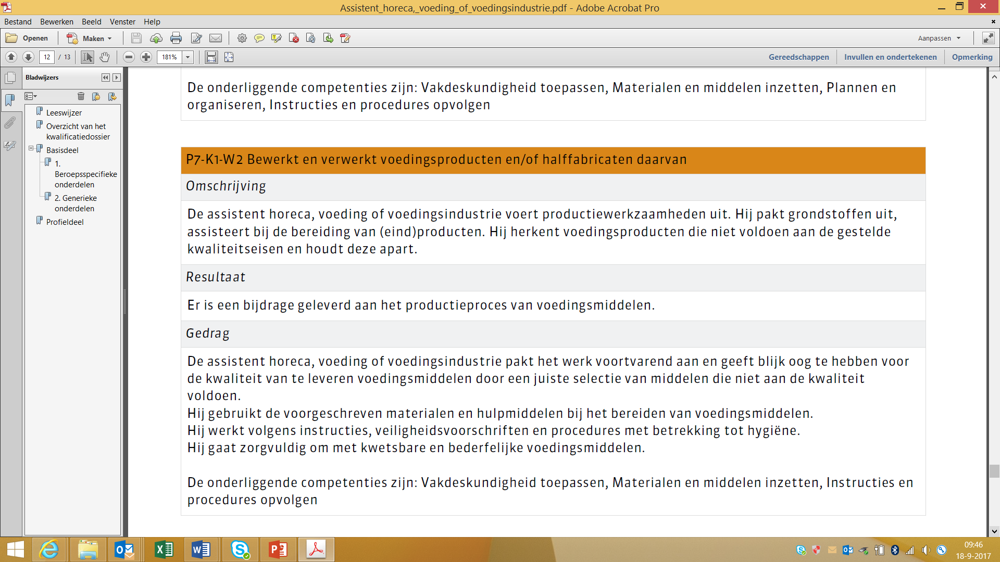 Assistent_horeca,_voeding_of_voedingsindustrie.pdf - Adobe Acrobat Pro
Bestand Bewerken Beeld Venster Help
Openen Maken Aanpassen
12 / 13 181% Gereedschappen Invullen en ondertekenen Opmerking
Bladwijzers
Leeswijzer
Overzicht van het
kwalificatiedossier
Basisdeel
1.
Beroepsspecifieke
onderdelen
2. Generieke
onderdelen
Profieldeel
De onderliggende competenties zijn: Vakdeskundigheid toepassen, Materialen en middelen inzetten, Plannen en
organiseren, Instructies en procedures opvolgen
P7-K1-W2 Bewerkt en verwerkt voedingsproducten en/of halffabricaten daarvan
Omschrijving
De assistent horeca, voeding of voedingsindustrie voert productiewerkzaamheden uit. Hij pakt grondstoffen uit,
assisteert bij de bereiding van (eind)producten. Hij herkent voedingsproducten die niet voldoen aan de gestelde
kwaliteitseisen en houdt deze apart.
Resultaat
Er is een bijdrage geleverd aan het productieproces van voedingsmiddelen.
Gedrag
De assistent horeca, voeding of voedingsindustrie pakt het werk voortvarend aan en geeft blijk oog te hebben voor
de kwaliteit van te leveren voedingsmiddelen door een juiste selectie van middelen die niet aan de kwaliteit
voldoen.
Hij gebruikt de voorgeschreven materialen en hulpmiddelen bij het bereiden van voedingsmiddelen.
Hij werkt volgens instructies, veiligheidsvoorschriften en procedures met betrekking tot hygiëne.
Hij gaat zorgvuldig om met kwetsbare en bederfelijke voedingsmiddelen.
De onderliggende competenties zijn: Vakdeskundigheid toepassen, Materialen en middelen inzetten, Instructies en
procedures opvolgen
09:46
18-9-2017